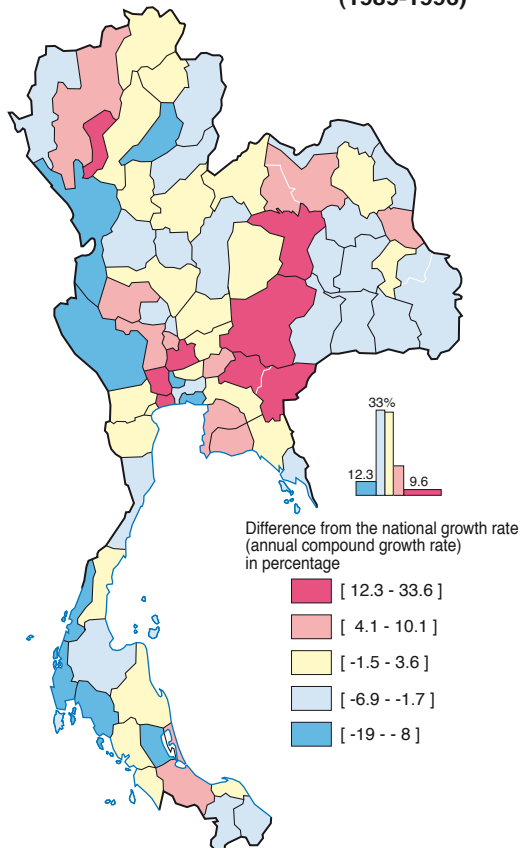 (1989-1996)
33%
12.3
9.6
Difference from the national growth rate
(annual compound growth rate)
in percentage
[ 12.3 - 33.6 ]
[ 4.1 - 10.1 ]
[ -1.5 - 3.6 ]
[ -6.9 - -1.7 ]
[ -19 - - 8 ]